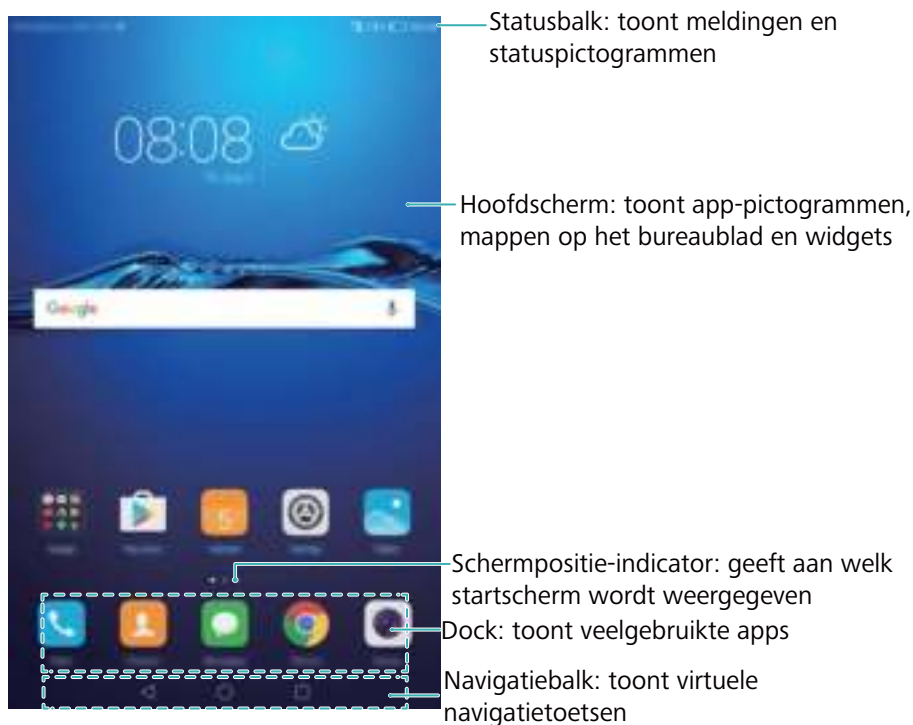 Statusbalk: toont meldingen en
statuspictogrammen
08:08
Hoofdscherm: toont app-pictogrammen,
mappen op het bureaublad en widgets
Google
Schermpositie-indicator: geeft aan welk
startscherm wordt weergegeven
Dock: toont veelgebruikte apps
Navigatiebalk: toont virtuele
navigatietoetsen